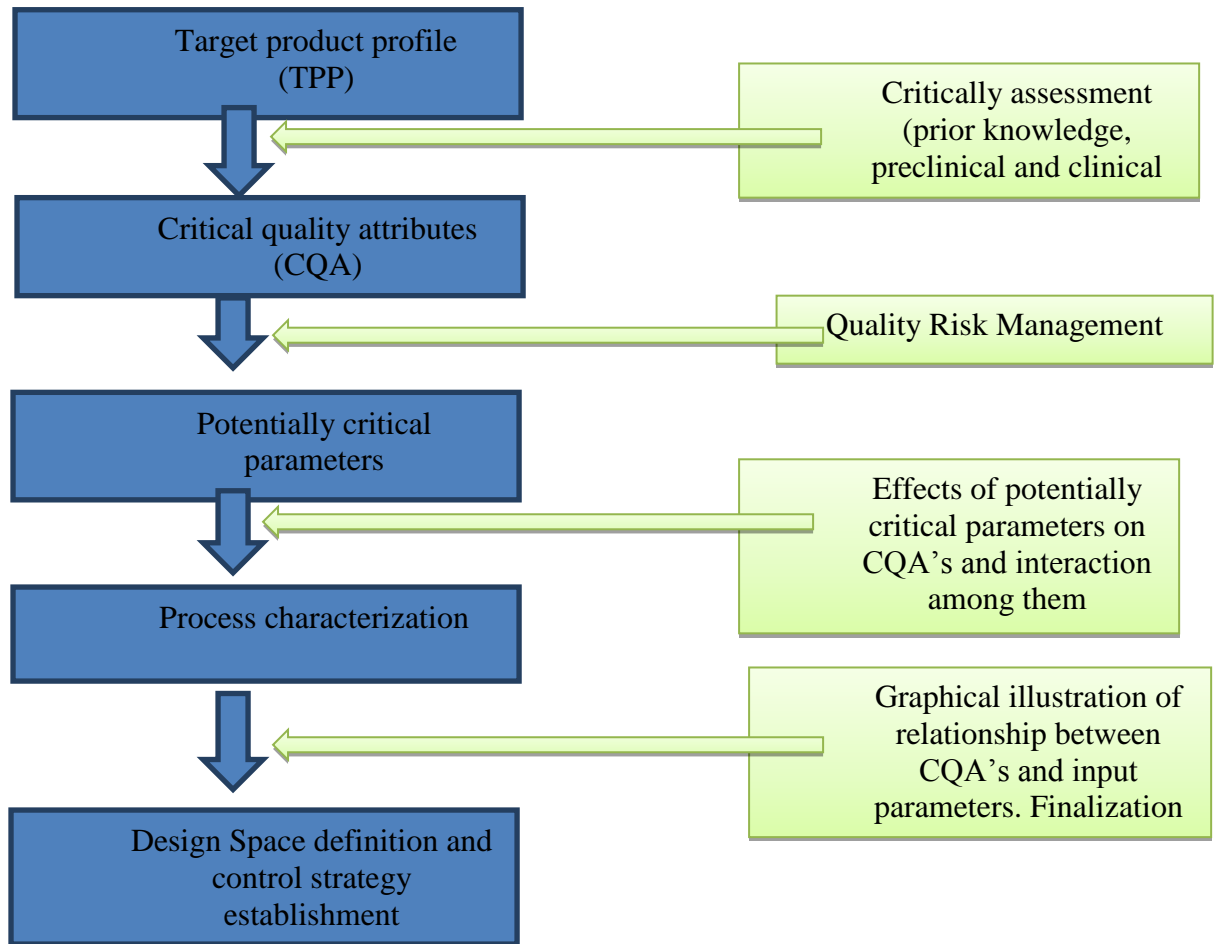 Target product profile
(TPP)
Critically assessment
(prior knowledge,
preclinical and clinical
Critical quality attributes
(CQA)
Quality Risk Management
Potentially critical
parameters
Effects of potentially
critical parameters on
CQA's and interaction
among them
Process characterization
Graphical illustration of
relationship between
CQA's and input
parameters. Finalization
Design Space definition and
control strategy
establishment